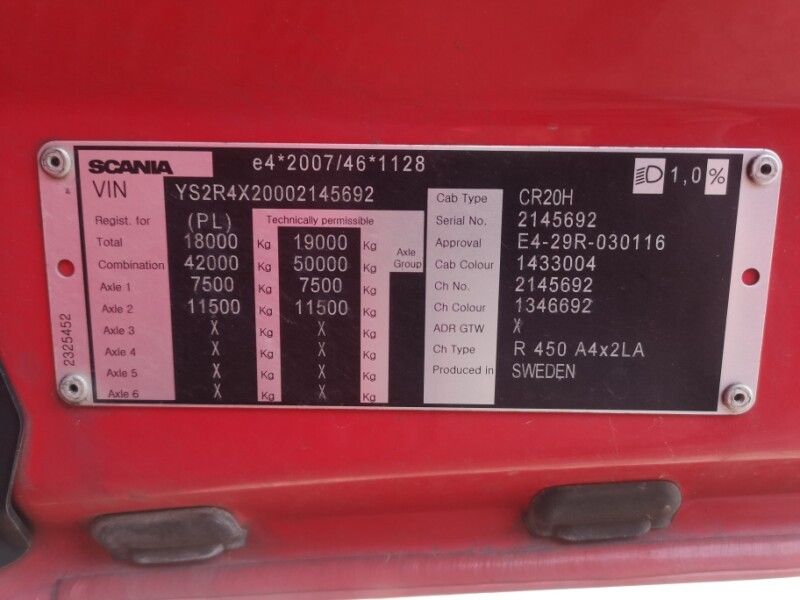 SCANIA e4*2007/46*1128 1,0%
VIN YS2R4X20002145692 Cab Type CR20H
Regist. for (PL) Technically permissible Serial No. 2145692
Total 18000 Kg 19000 Kg Axle Group Approval E4-29R-030116
Combination 42000 Kg 50000 Kg Cab Colour 1433004
Axle 1 7500 Kg 7500 Kg Ch No. 2145692
Axle 2 11500 Kg 11500 Kg Ch Colour 1346692
Axle 3 X Kg X Kg ADR GTW X
Axle 4 X Kg X Kg Ch Type R 450 A4x2LA
Axle 5 X Kg X Kg Produced in SWEDEN
Axle 6 X Kg X Kg
2325452